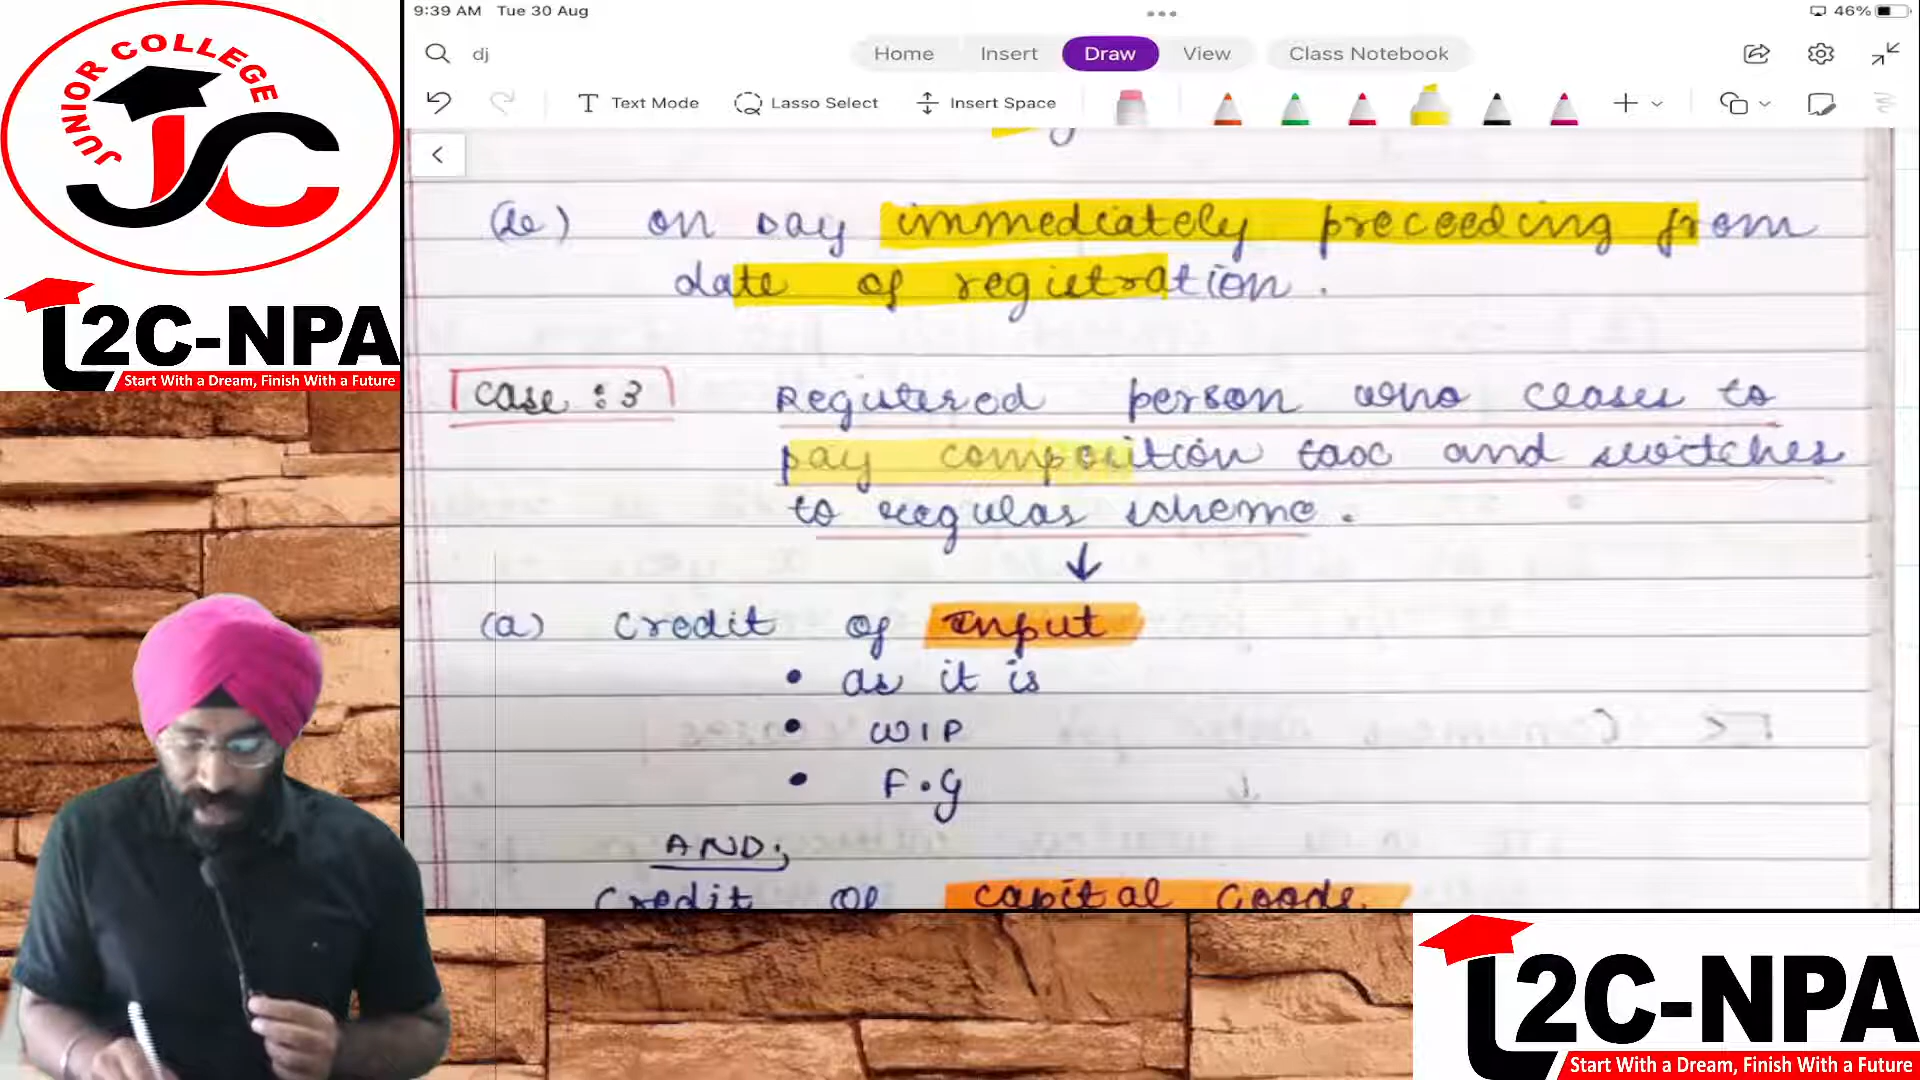 9:39 AM Tue 30 Aug
46%
dj
Home Insert Draw View Class Notebook
Text Mode Lasso Select Insert Space
JUNIOR COLLEGE
JC
L2C-NPA
Start With a Dream, Finish With a Future
on day immediately preceeding from
date of registration.
case : 3 Registered person who ceases to
pay composition tax and switches
to regular scheme.
(a) credit of input
• as it is
• WIP
• F.g
AND;
credit of capital goods
L2C-NPA
Start With a Dream, Finish With a Future